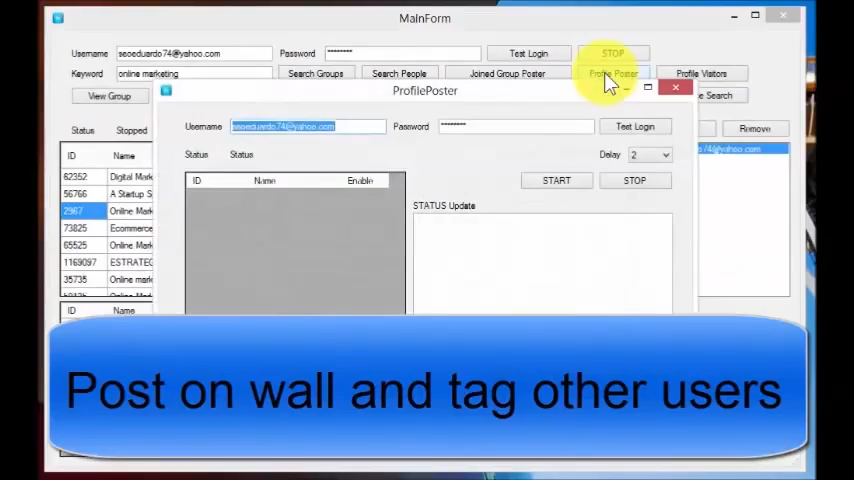 MainForm
Username seoeduardo74@yahoo.com Password ******** Test Login STOP
Keyword online marketing Search Groups Search People Joined Group Poster Profile Poster Profile Visitors
View Group ProfilePoster Search
Username seoeduardo74@yahoo.com Password ******** Test Login
Status Stopped Remove
Status Status Delay 2
ID Name
ID Name Enable START STOP
62352 Digital Mark
56766 A Startup S
STATUS Update
2967 Online Mark
73825 Ecommerce
65525 Online Mark
1169097 ESTRATEG
35735 Online mark
ID Name
Post on wall and tag other users